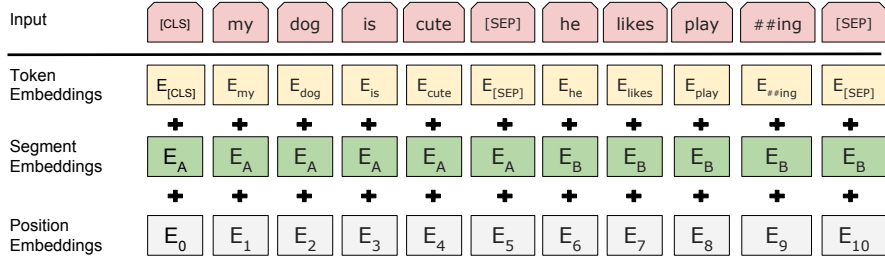 Input [CLS] my dog is cute [SEP] he likes play ##ing [SEP]
Token Embeddings E[CLS] Emy Edog Eis Ecute E[SEP] Ehe Elikes Eplay E##ing E[SEP]
+ + + + + + + + + + +
Segment Embeddings EA EA EA EA EA EA EB EB EB EB EB
+ + + + + + + + + + +
Position Embeddings E0 E1 E2 E3 E4 E5 E6 E7 E8 E9 E10